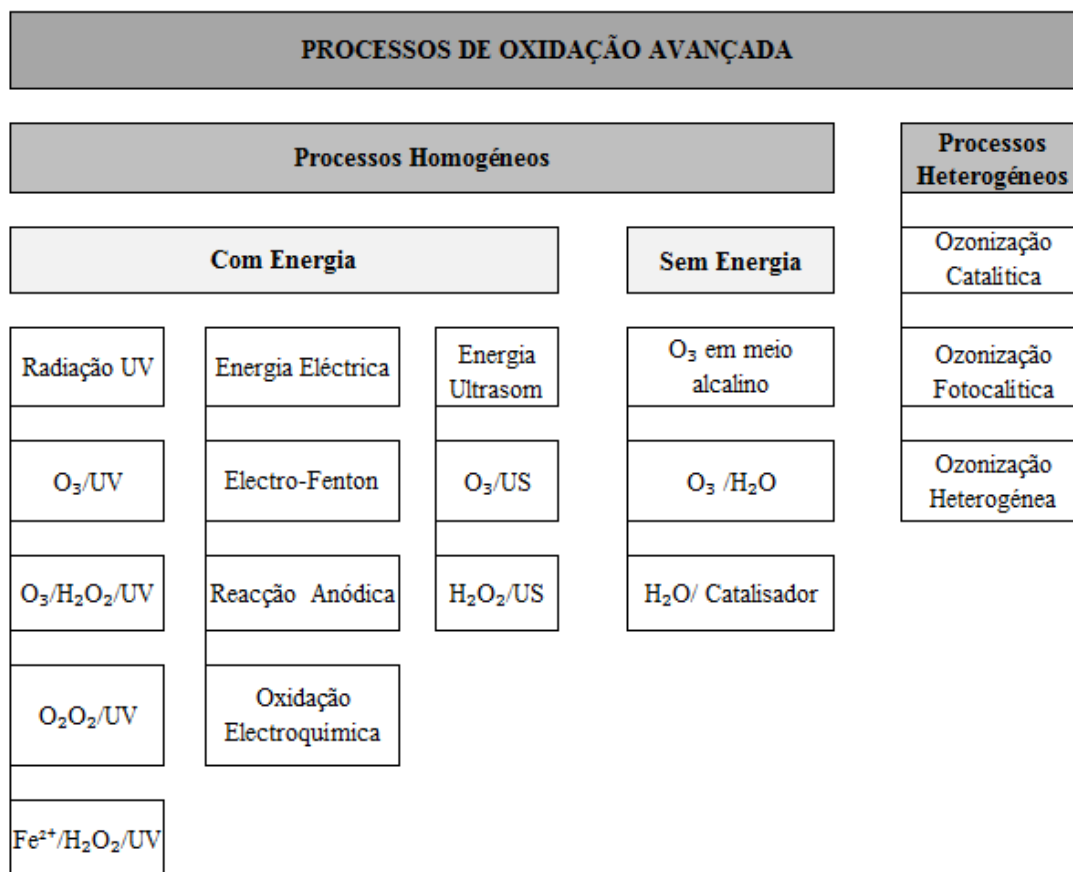 PROCESSOS DE OXIDAÇÃO AVANÇADA
Processos Homogéneos
Processos
Heterogéneos
Com Energia
Sem Energia
Ozonização
Catalítica
Radiação UV
Energia Eléctrica
Energia
Ultrasom
O₃ em meio
alcalino
Ozonização
Fotocalítica
O₃/UV
Electro-Fenton
O₃/US
O₃ /H₂O
Ozonização
Heterogénea
O₃/H₂O₂/UV
Reacção Anódica
H₂O₂/US
H₂O/ Catalisador
O₂O₂/UV
Oxidação
Electroquímica
Fe²⁺/H₂O₂/UV